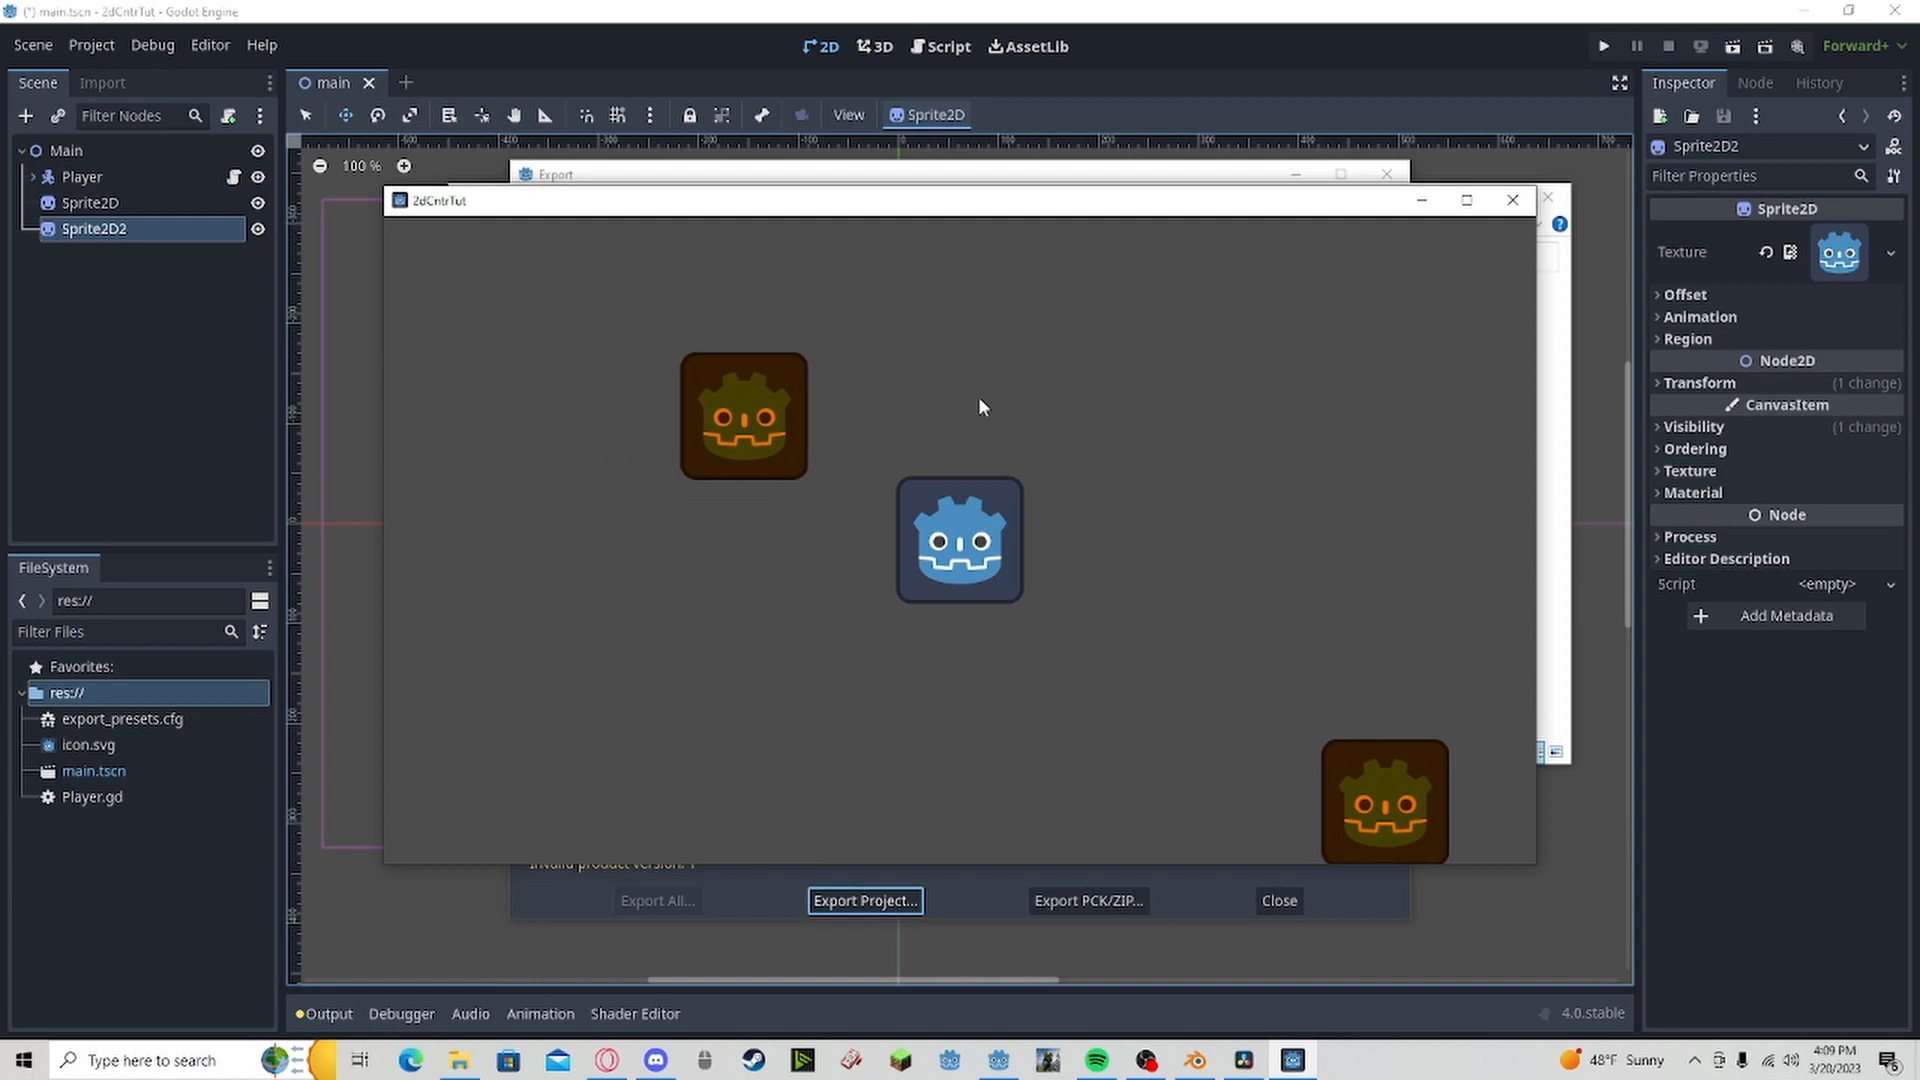 (*) main.tscn - 2dCntrTut - Godot Engine
Scene Project Debug Editor Help
2D 3D Script AssetLib
Forward+
Scene Import
main
Inspector Node History
Filter Nodes
View
Sprite2D
Main
Player
Sprite2D
Sprite2D2
100 %
Export
2dCntrTut
Sprite2D2
Filter Properties
Sprite2D
Texture
Offset
Animation
Region
Node2D
Transform (1 change)
CanvasItem
Visibility (1 change)
Ordering
Texture
Material
Node
Process
Editor Description
Script <empty>
Add Metadata
FileSystem
res://
Filter Files
Favorites:
res://
export_presets.cfg
icon.svg
main.tscn
Player.gd
Invalid product version: 1
Export All... Export Project... Export PCK/ZIP... Close
Output Debugger Audio Animation Shader Editor
4.0.stable
Type here to search
48°F Sunny
4:09 PM
3/20/2023